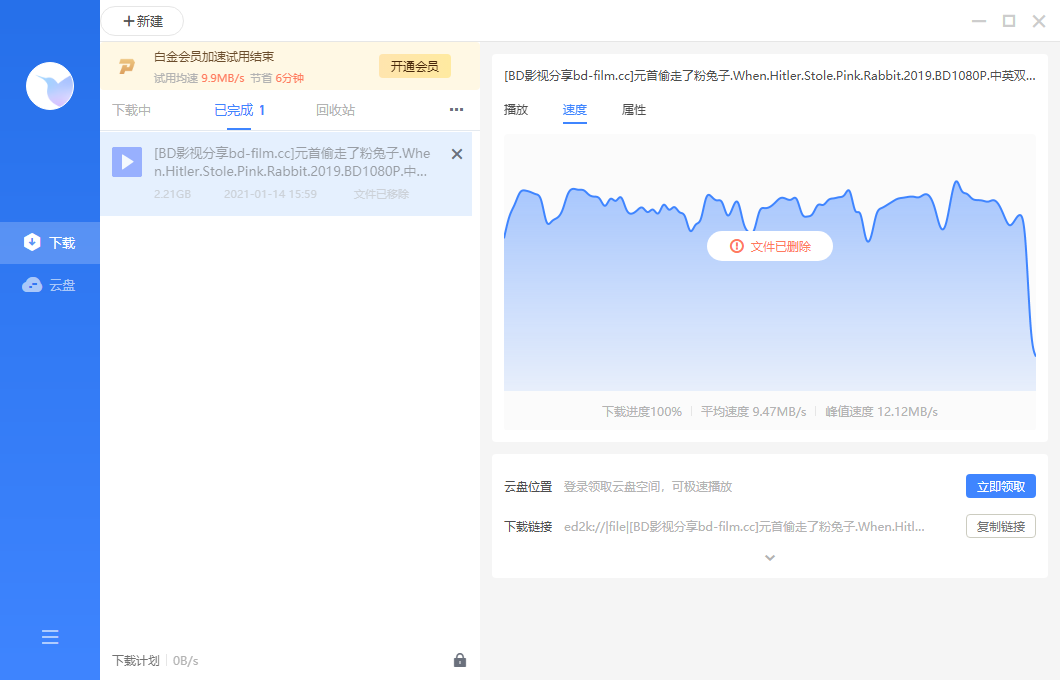 新建
白金会员加速试用结束
试用均速 9.9MB/s 节省 6分钟
开通会员
下载中
已完成 1
回收站
[BD影视分享bd-film.cc]元首偷走了粉兔子.Whe
n.Hitler.Stole.Pink.Rabbit.2019.BD1080P.中...
2.21GB
2021-01-14 15:59
文件已移除
下载
云盘
下载计划
0B/s
[BD影视分享bd-film.cc]元首偷走了粉兔子.When.Hitler.Stole.Pink.Rabbit.2019.BD1080P.中英双...
播放
速度
属性
文件已删除
下载进度100%
平均速度 9.47MB/s
峰值速度 12.12MB/s
云盘位置
登录领取云盘空间，可极速播放
立即领取
下载链接
ed2k://|file|[BD影视分享bd-film.cc]元首偷走了粉兔子.When.Hitl...
复制链接